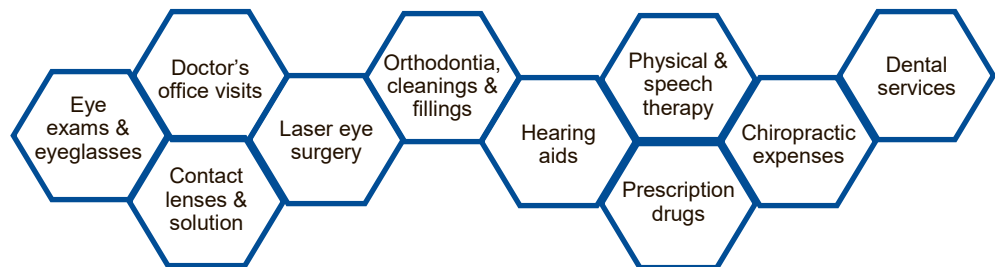 Eye
exams &
eyeglasses
Doctor’s
office visits
Contact
lenses &
solution
Laser eye
surgery
Orthodontia,
cleanings &
fillings
Hearing
aids
Physical &
speech
therapy
Prescription
drugs
Chiropractic
expenses
Dental
services